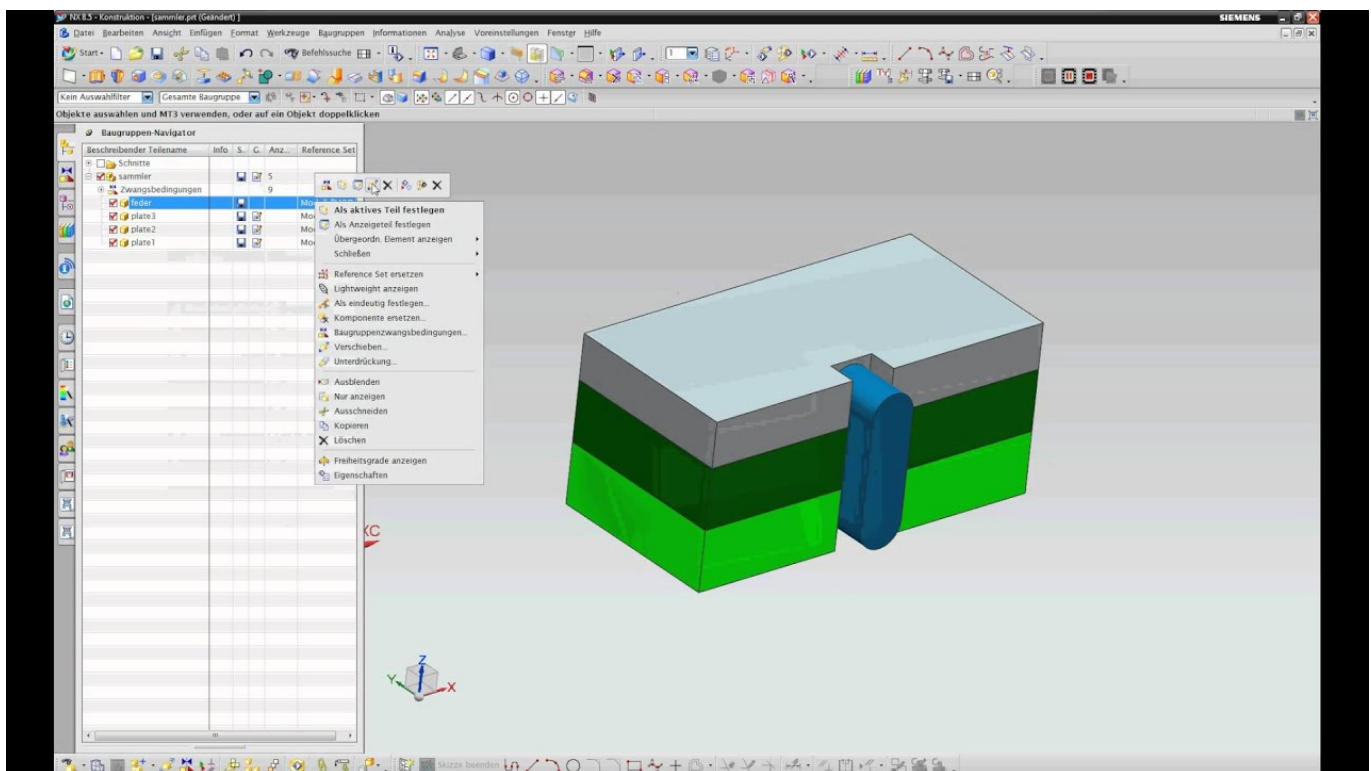 NX 8.5 - Konstruktion - [sammler.prt (Geändert) ]
SIEMENS
Datei Bearbeiten Ansicht Einfügen Format Werkzeuge Baugruppen Informationen Analyse Voreinstellungen Fenster Hilfe
Start
Befehlssuche
Kein Auswahlfilter
Gesamte Baugruppe
Objekte auswählen und MT3 verwenden, oder auf ein Objekt doppelklicken
Baugruppen-Navigator
Beschreibender Teilename Info S.. G. Anz... Reference Set
Schnitte
sammler 5
Zwangsbedingungen 9
feder
plate3
plate2
plate1
Als aktives Teil festlegen
Als Anzeigeteil festlegen
Übergeordn. Element anzeigen
Schließen
Reference Set ersetzen
Lightweight anzeigen
Als eindeutig festlegen...
Komponente ersetzen...
Baugruppenzwangsbedingungen...
Verschieben...
Unterdrückung...
Ausblenden
Nur anzeigen
Ausschneiden
Kopieren
Löschen
Freiheitsgrade anzeigen
Eigenschaften
XC
Z
Y
X
Skizze beenden